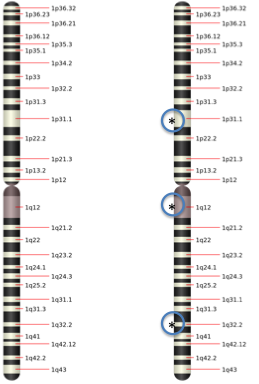 1p36.32 1p36.32
1p36.23 1p36.23
1p36.21 1p36.21
1p36.12 1p36.12
1p35.3 1p35.3
1p35.1 1p35.1
1p34.2 1p34.2
1p33 1p33
1p32.2 1p32.2
1p31.3 1p31.3
1p31.1 * 1p31.1
1p22.2 1p22.2
1p21.3 1p21.3
1p13.2 1p13.2
1p12 1p12
1q12 * 1q12
1q21.2 1q21.2
1q22 1q22
1q23.2 1q23.2
1q24.1 1q24.1
1q24.3 1q24.3
1q25.2 1q25.2
1q31.1 1q31.1
1q31.3 1q31.3
1q32.2 * 1q32.2
1q41 1q41
1q42.12 1q42.12
1q42.2 1q42.2
1q43 1q43